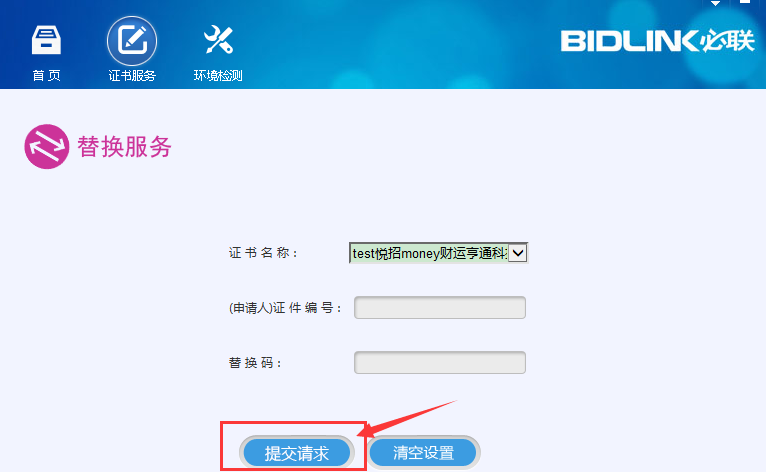 首 页
证书服务
环境检测
BIDLINK必联
替换服务
证 书 名 称：
test悦招money财运亨通科
(申请人)证 件 编 号：
替 换 码：
提交请求
清空设置